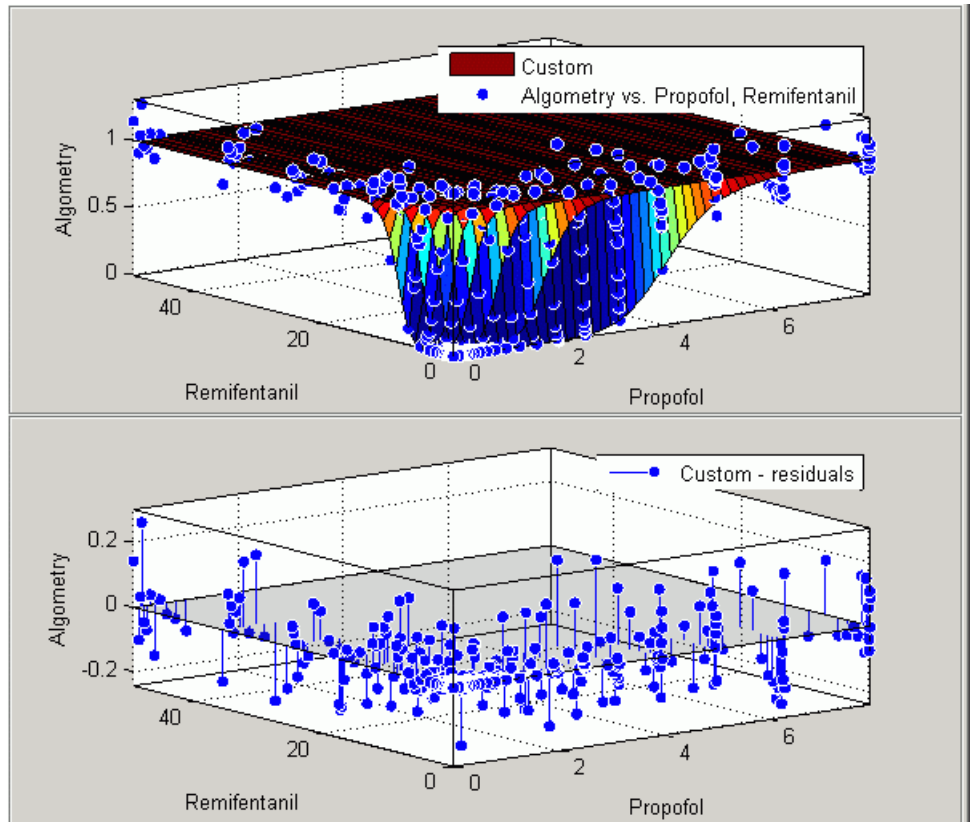 Custom
Algometry vs. Propofol, Remifentanil
1
0.5
0
Algometry
40
20
0
Remifentanil
0
2
4
6
Propofol
Custom - residuals
0.2
0
-0.2
Algometry
40
20
0
Remifentanil
0
2
4
6
Propofol